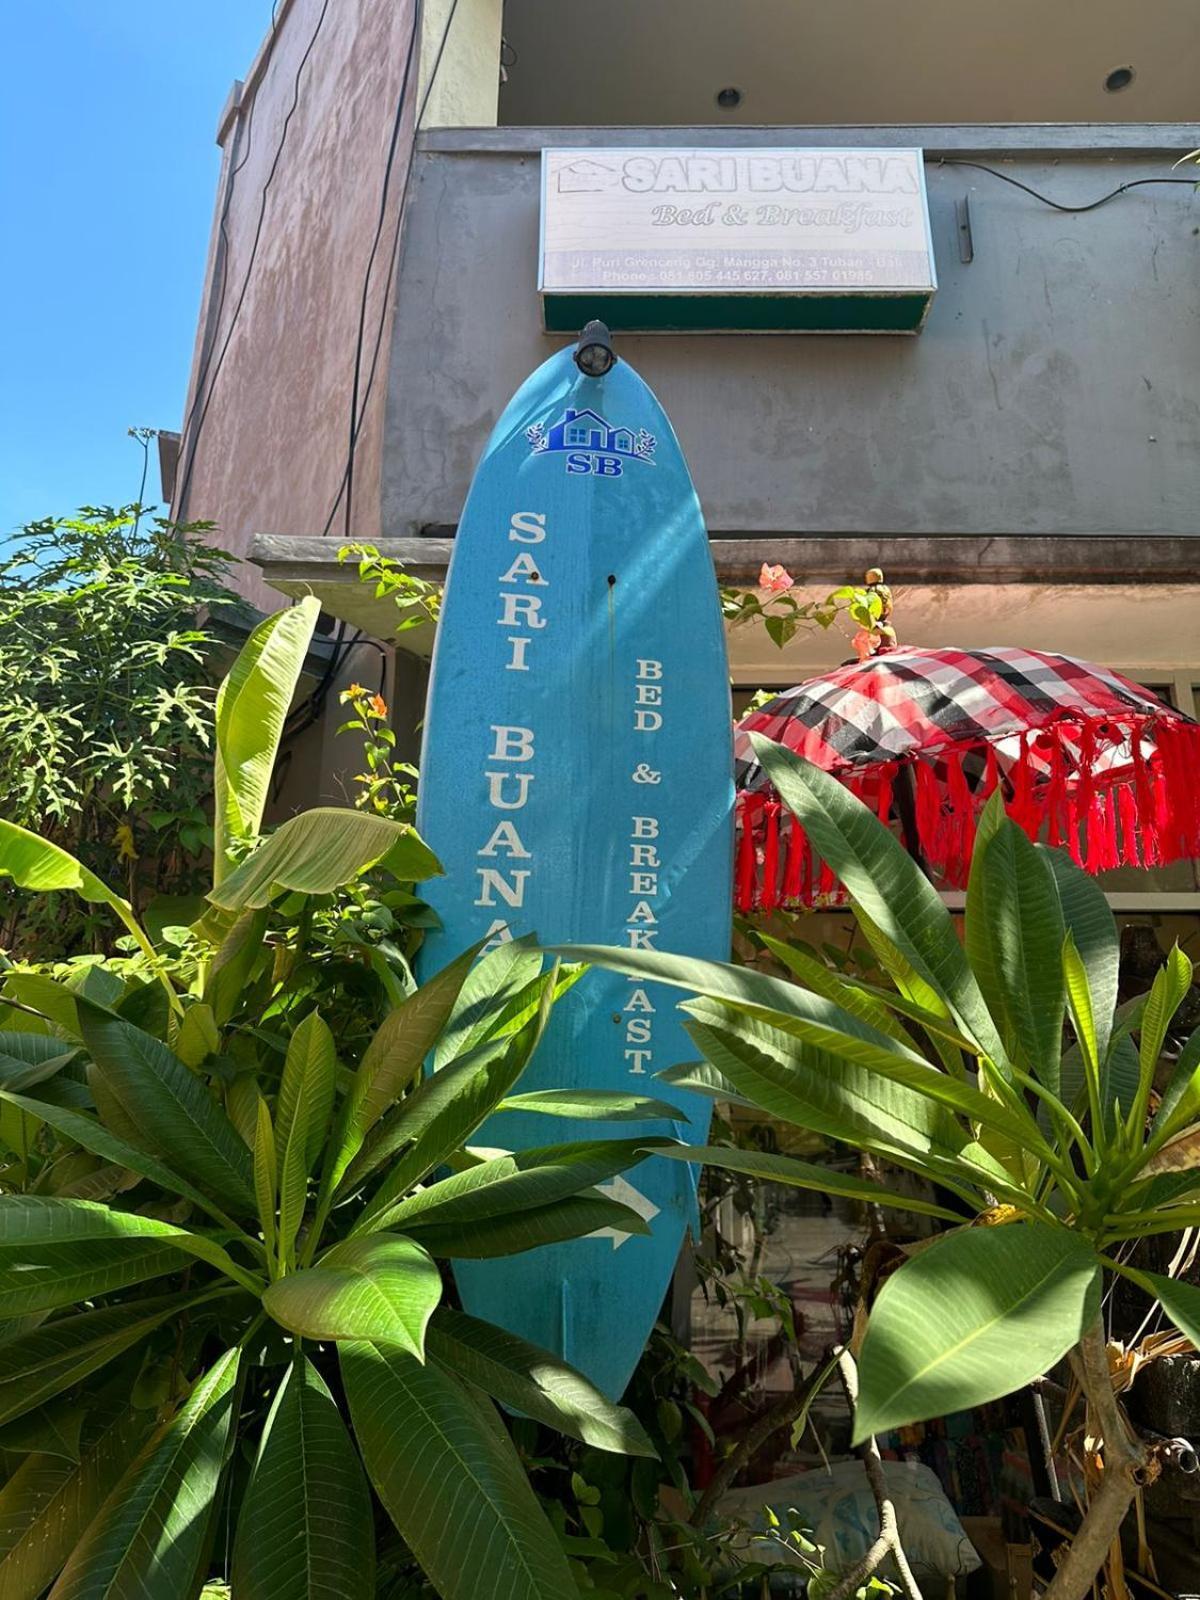 SARI BUANA
Bed & Breakfast
Jl. Puri Grenceng Gg. Mangga No. 3 Tuban - Bali
Phone : 081 805 445 627, 081 557 01985
SB
SARI BUANA
BED & BREAKFAST